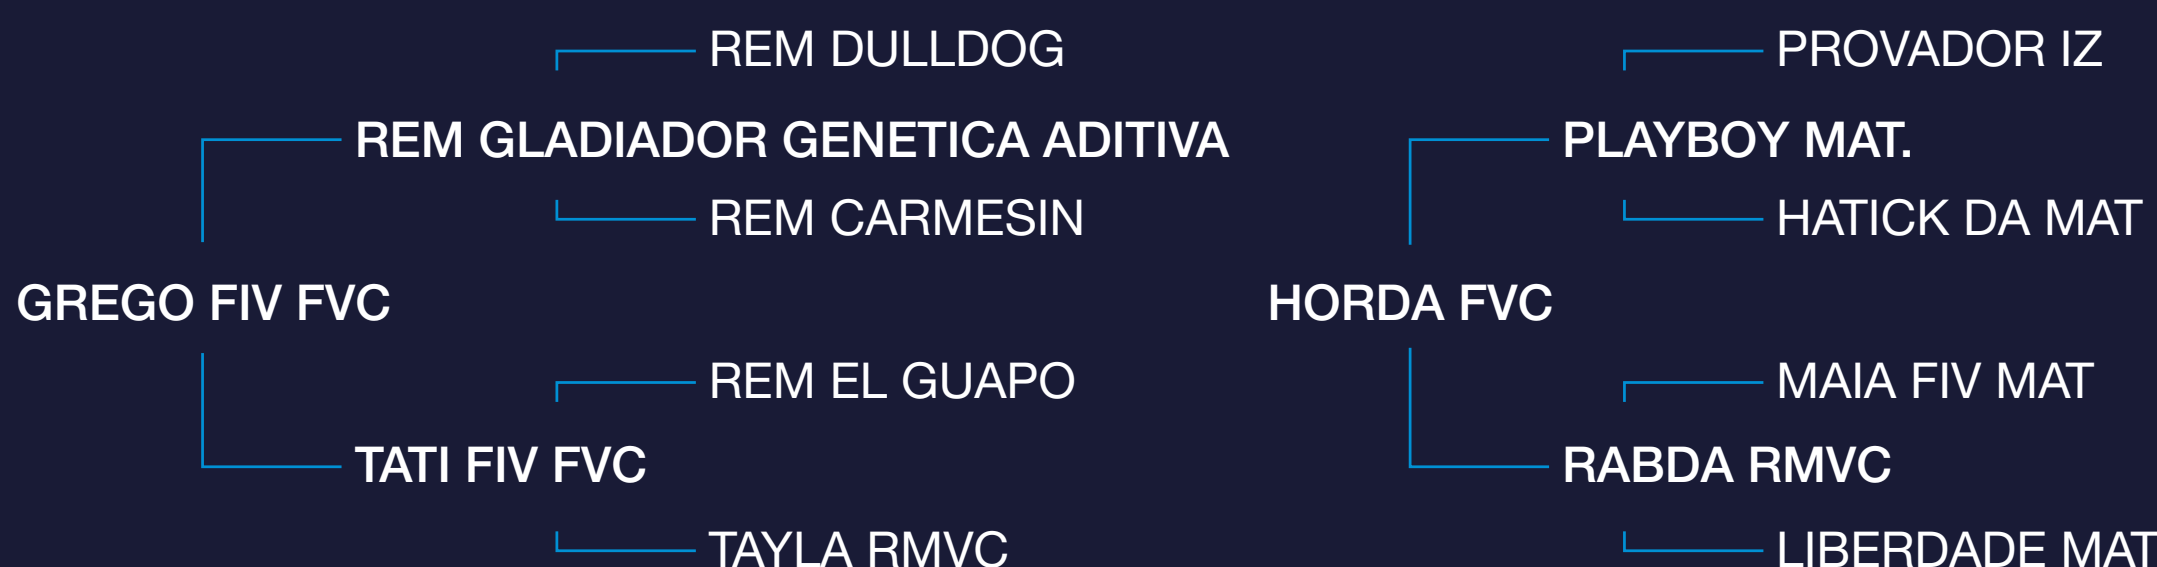 REM DULLDOG
REM GLADIADOR GENETICA ADITIVA
REM CARMESIN
GREGO FIV FVC
REM EL GUAPO
TATI FIV FVC
TAYLA RMVC
PROVADOR IZ
PLAYBOY MAT.
HATICK DA MAT
HORDA FVC
MAIA FIV MAT
RABDA RMVC
LIBERDADE MAT